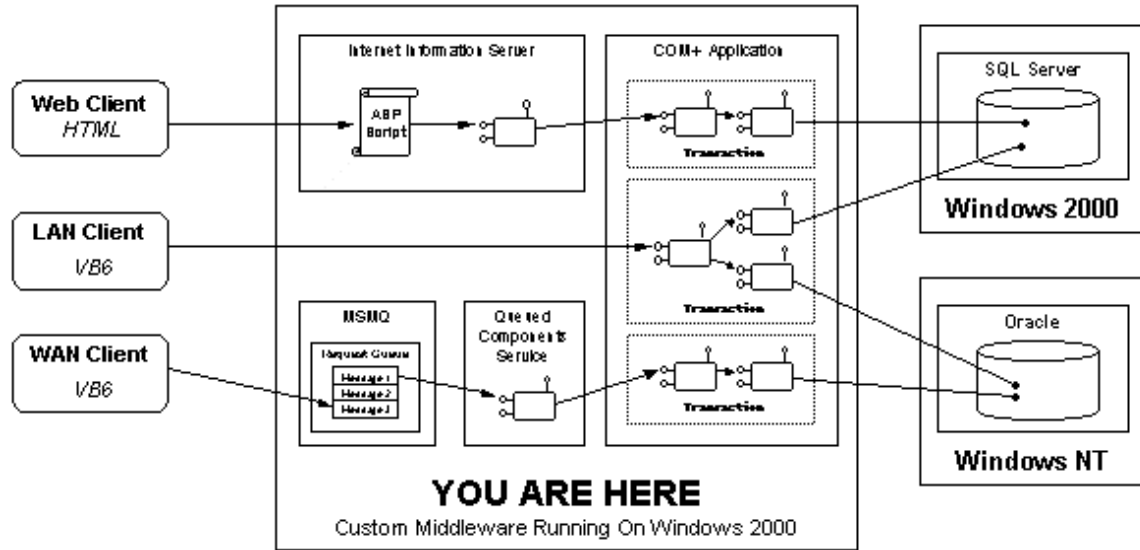 Internet Information Server
COM+ Application
SQL Server
Web Client
HTML
ASP
Script
Transaction
Windows 2000
LAN Client
VB6
Transaction
MSMQ
Queued
Components
Service
Oracle
WAN Client
VB6
Request Queue
Message 1
Message 2
Message 3
Transaction
Windows NT
YOU ARE HERE
Custom Middleware Running On Windows 2000